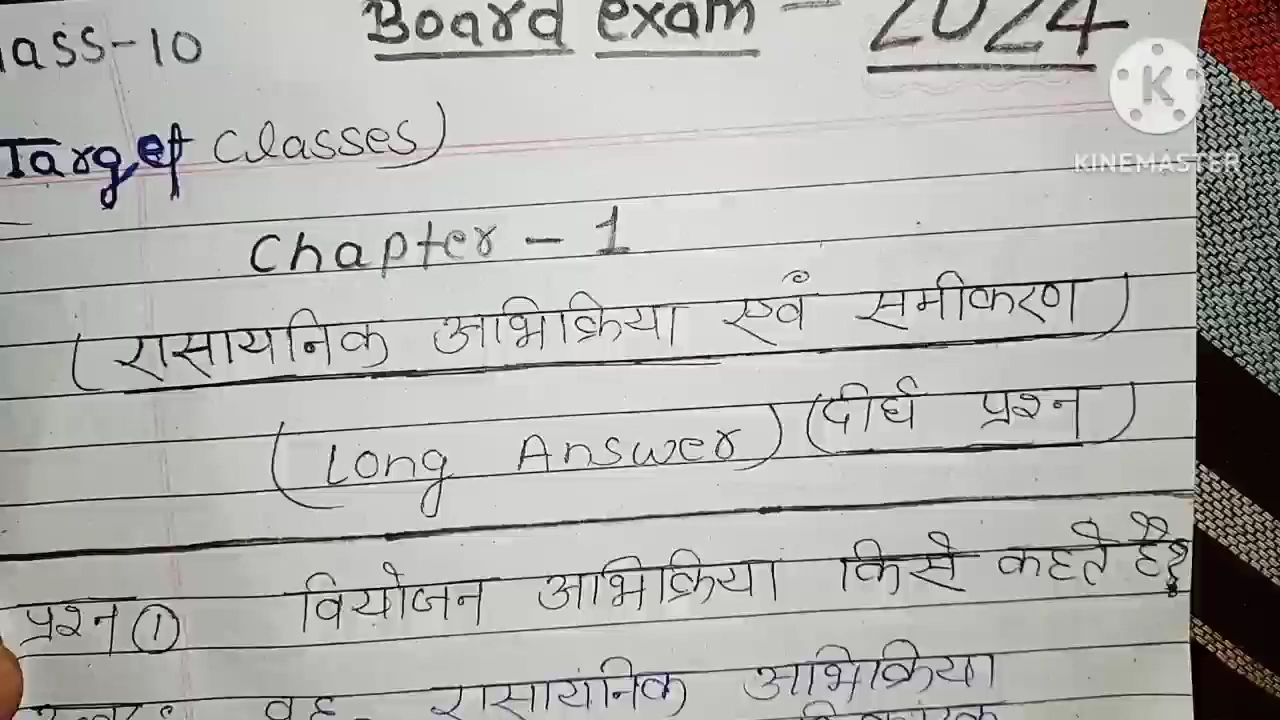 lass-10 Board exam - 2024
K
KINEMASTER
Target Classes)
Chapter - 1
(रासायनिक अभिक्रिया एवं समीकरण)
(Long Answer) (दीर्घ प्रश्न)
प्रश्न ① वियोजन अभिक्रिया किसे कहते है?
वह रासायनिक अभिक्रिया